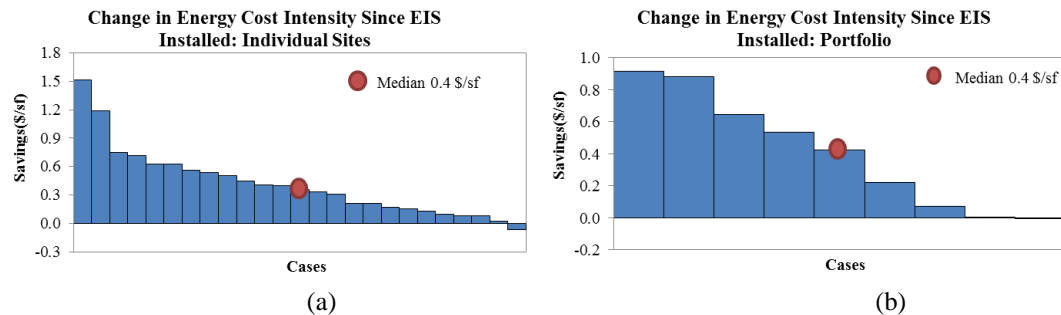 Change in Energy Cost Intensity Since EIS
Installed: Individual Sites
1.8
1.5
1.2
0.9
0.6
0.3
0.0
-0.3
Savings($/sf)
Median 0.4 $/sf
Cases
(a)
Change in Energy Cost Intensity Since EIS
Installed: Portfolio
1.0
0.8
0.6
0.4
0.2
0.0
-0.2
Savings($/sf)
Median 0.4 $/sf
Cases
(b)